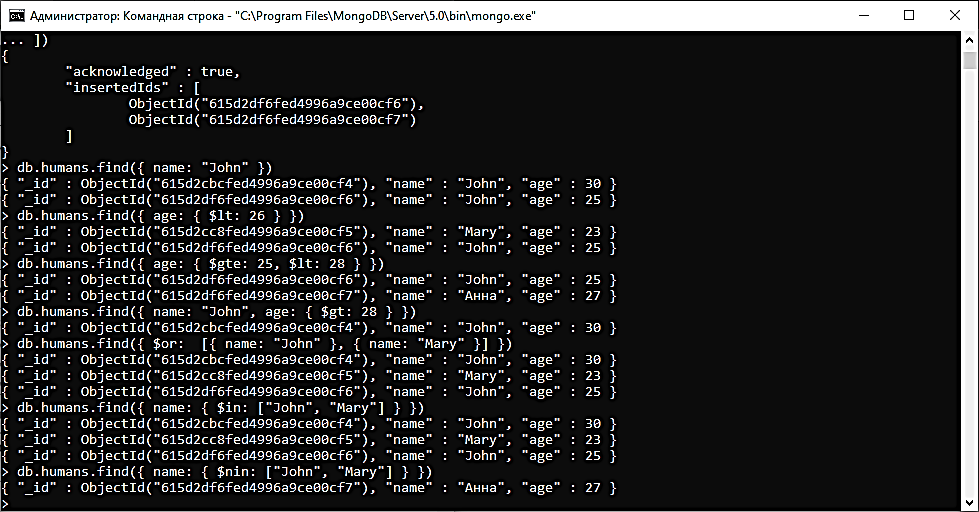 Администратор: Командная строка - "C:\Program Files\MongoDB\Server\5.0\bin\mongo.exe"
... ])
{
        "acknowledged" : true,
        "insertedIds" : [
                ObjectId("615d2df6fed4996a9ce00cf6"),
                ObjectId("615d2df6fed4996a9ce00cf7")
        ]
}
> db.humans.find({ name: "John" })
{ "_id" : ObjectId("615d2cbcfed4996a9ce00cf4"), "name" : "John", "age" : 30 }
{ "_id" : ObjectId("615d2df6fed4996a9ce00cf6"), "name" : "John", "age" : 25 }
> db.humans.find({ age: { $lt: 26 } })
{ "_id" : ObjectId("615d2cc8fed4996a9ce00cf5"), "name" : "Mary", "age" : 23 }
{ "_id" : ObjectId("615d2df6fed4996a9ce00cf6"), "name" : "John", "age" : 25 }
> db.humans.find({ age: { $gte: 25, $lt: 28 } })
{ "_id" : ObjectId("615d2df6fed4996a9ce00cf6"), "name" : "John", "age" : 25 }
{ "_id" : ObjectId("615d2df6fed4996a9ce00cf7"), "name" : "Анна", "age" : 27 }
> db.humans.find({ name: "John", age: { $gt: 28 } })
{ "_id" : ObjectId("615d2cbcfed4996a9ce00cf4"), "name" : "John", "age" : 30 }
> db.humans.find({ $or:  [{ name: "John" }, { name: "Mary" }] })
{ "_id" : ObjectId("615d2cbcfed4996a9ce00cf4"), "name" : "John", "age" : 30 }
{ "_id" : ObjectId("615d2cc8fed4996a9ce00cf5"), "name" : "Mary", "age" : 23 }
{ "_id" : ObjectId("615d2df6fed4996a9ce00cf6"), "name" : "John", "age" : 25 }
> db.humans.find({ name: { $in: ["John", "Mary"] } })
{ "_id" : ObjectId("615d2cbcfed4996a9ce00cf4"), "name" : "John", "age" : 30 }
{ "_id" : ObjectId("615d2cc8fed4996a9ce00cf5"), "name" : "Mary", "age" : 23 }
{ "_id" : ObjectId("615d2df6fed4996a9ce00cf6"), "name" : "John", "age" : 25 }
> db.humans.find({ name: { $nin: ["John", "Mary"] } })
{ "_id" : ObjectId("615d2df6fed4996a9ce00cf7"), "name" : "Анна", "age" : 27 }
>